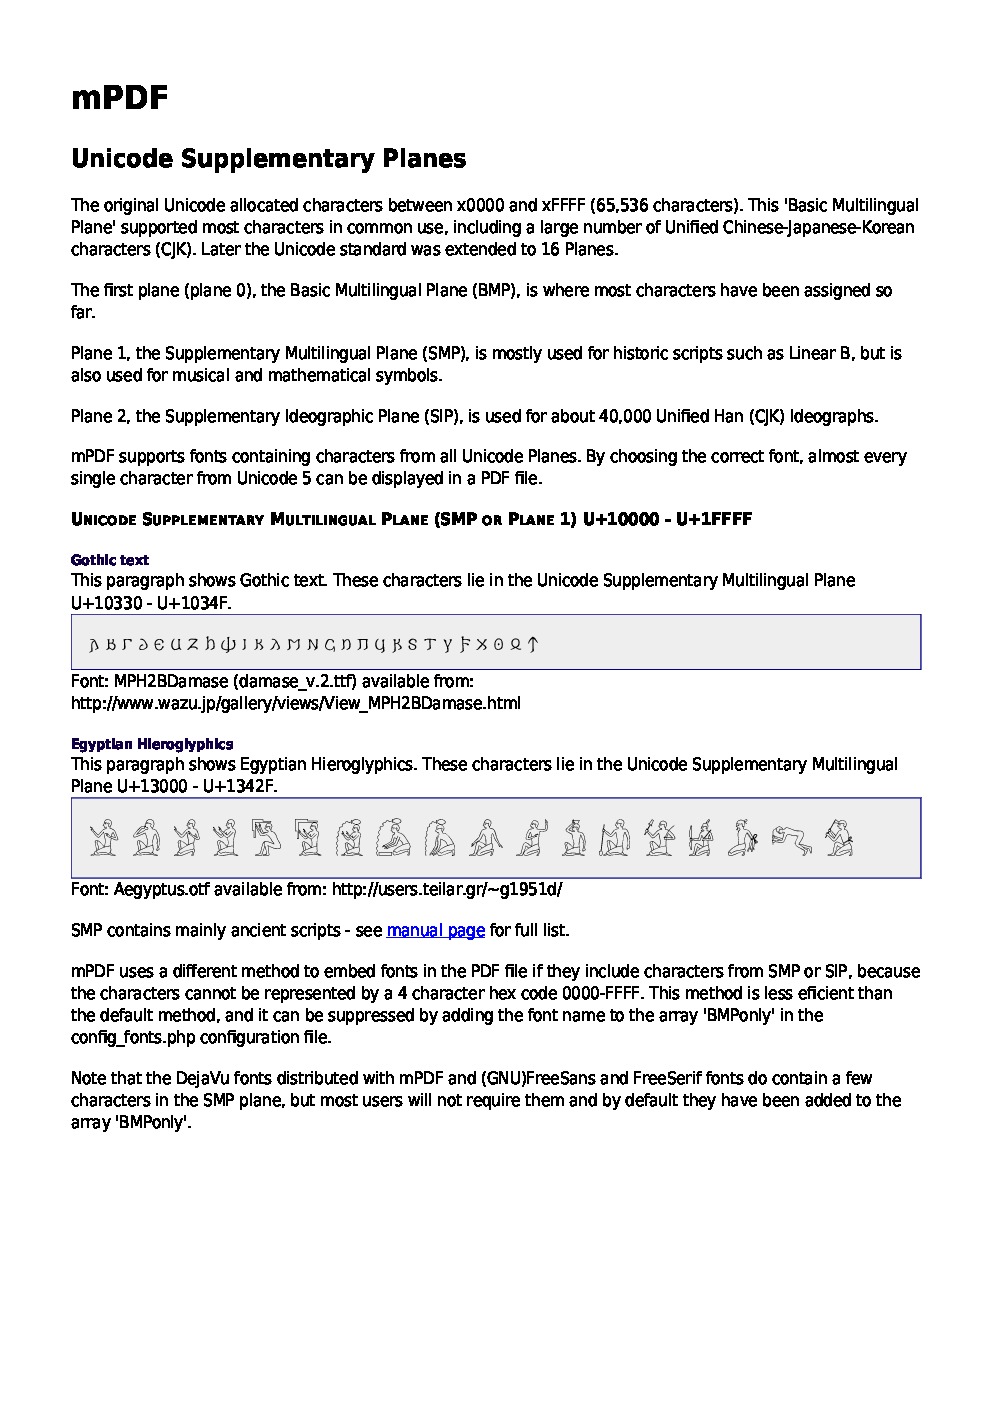 mPDF
Unicode Supplementary Planes
The original Unicode allocated characters between x0000 and xFFFF (65,536 characters). This 'Basic Multilingual
Plane' supported most characters in common use, including a large number of Unified Chinese-Japanese-Korean
characters (CJK). Later the Unicode standard was extended to 16 Planes.
The first plane (plane 0), the Basic Multilingual Plane (BMP), is where most characters have been assigned so
far.
Plane 1, the Supplementary Multilingual Plane (SMP), is mostly used for historic scripts such as Linear B, but is
also used for musical and mathematical symbols.
Plane 2, the Supplementary Ideographic Plane (SIP), is used for about 40,000 Unified Han (CJK) Ideographs.
mPDF supports fonts containing characters from all Unicode Planes. By choosing the correct font, almost every
single character from Unicode 5 can be displayed in a PDF file.
Unicode Supplementary Multilingual Plane (SMP or Plane 1) U+10000 - U+1FFFF
Gothic text
This paragraph shows Gothic text. These characters lie in the Unicode Supplementary Multilingual Plane
U+10330 - U+1034F.
𐌰 𐌱 𐌲 𐌳 𐌴 𐌵 𐌶 𐌷 𐌸 𐌹 𐌺 𐌻 𐌼 𐌽 𐌾 𐌿 𐍀 𐍁 𐍂 𐍃 𐍄 𐍅 𐍆 𐍇 𐍈 𐍉 𐍊
Font: MPH2BDamase (damase_v.2.ttf) available from:
http://www.wazu.jp/gallery/views/View_MPH2BDamase.html
Egyptian Hieroglyphics
This paragraph shows Egyptian Hieroglyphics. These characters lie in the Unicode Supplementary Multilingual
Plane U+13000 - U+1342F.
𓀀 𓀁 𓀂 𓀃 𓀄 𓀅 𓀆 𓀇 𓀈 𓀉 𓀊 𓀋 𓀌 𓀍 𓀎 𓀏 𓀐 𓀑
Font: Aegyptus.otf available from: http://users.teilar.gr/~g1951d/
SMP contains mainly ancient scripts - see manual page for full list.
mPDF uses a different method to embed fonts in the PDF file if they include characters from SMP or SIP, because
the characters cannot be represented by a 4 character hex code 0000-FFFF. This method is less eficient than
the default method, and it can be suppressed by adding the font name to the array 'BMPonly' in the
config_fonts.php configuration file.
Note that the DejaVu fonts distributed with mPDF and (GNU)FreeSans and FreeSerif fonts do contain a few
characters in the SMP plane, but most users will not require them and by default they have been added to the
array 'BMPonly'.